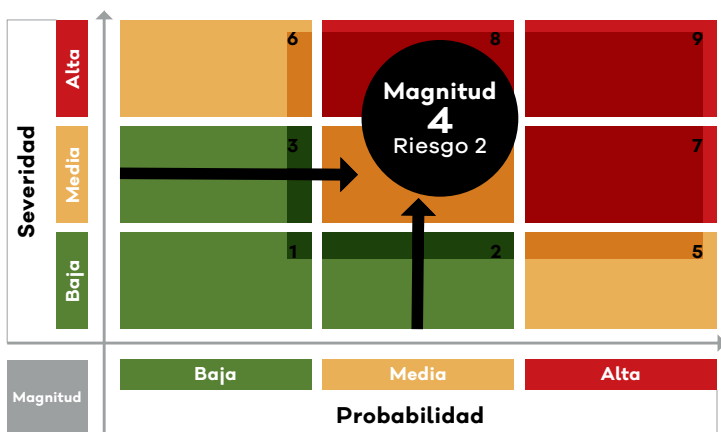 Severidad
Alta
Media
Baja
6
8
9
3
7
1
2
5
Magnitud
4
Riesgo 2
Baja
Media
Alta
Magnitud
Probabilidad